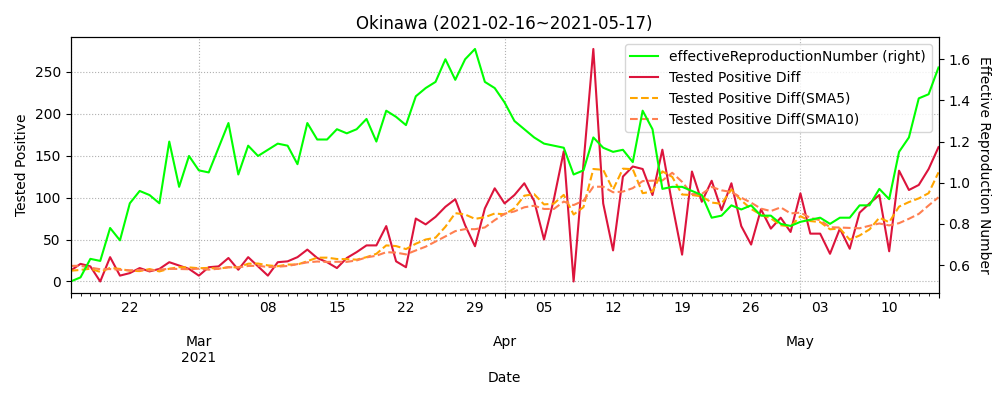 Okinawa (2021-02-16~2021-05-17)
effectiveReproductionNumber (right)
Tested Positive Diff
Tested Positive Diff(SMA5)
Tested Positive Diff(SMA10)
Tested Positive
250
200
150
100
50
0
Effective Reproduction Number
1.6
1.4
1.2
1.0
0.8
0.6
22 08 15 22 29 05 12 19 26 03 10
Mar Apr May
2021
Date